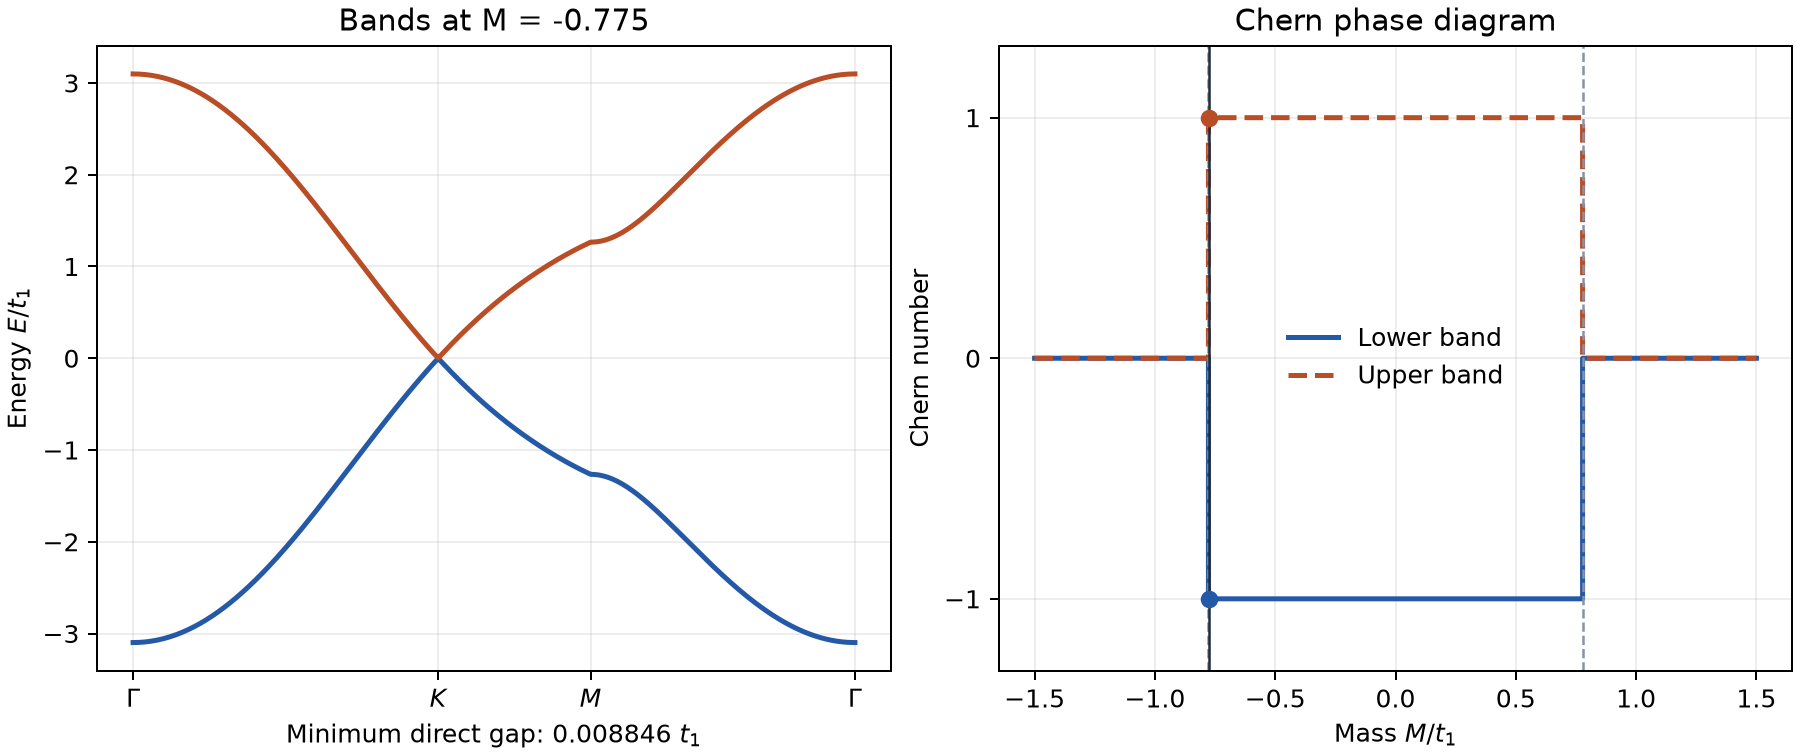 Bands at M = -0.775
Energy E/t₁
3
2
1
0
−1
−2
−3
Γ
K
M
Γ
Minimum direct gap: 0.008846 t₁
Chern phase diagram
Chern number
1
0
−1
Lower band
Upper band
−1.5
−1.0
−0.5
0.0
0.5
1.0
1.5
Mass M/t₁